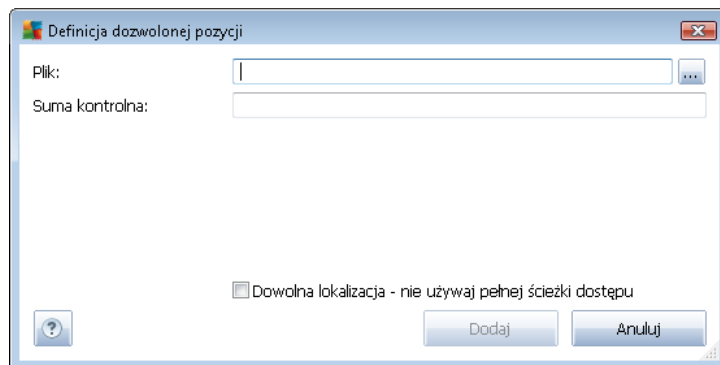 Definicja dozwolonej pozycji
Plik:
...
Suma kontrolna:
Dowolna lokalizacja - nie używaj pełnej ścieżki dostępu
?
Dodaj
Anuluj